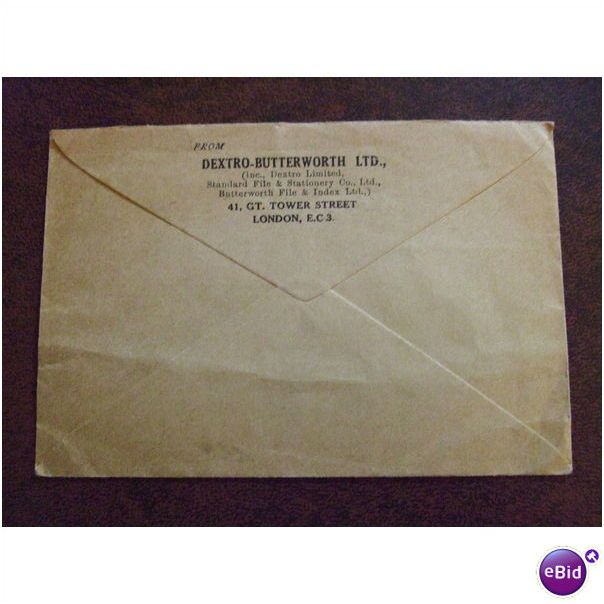 FROM
DEXTRO-BUTTERWORTH LTD.,
(inc., Dextro Limited,
Standard File & Stationery Co., Ltd.,
Butterworth File & Index Ltd.,)
41, GT. TOWER STREET
LONDON, E.C 3.
eBid